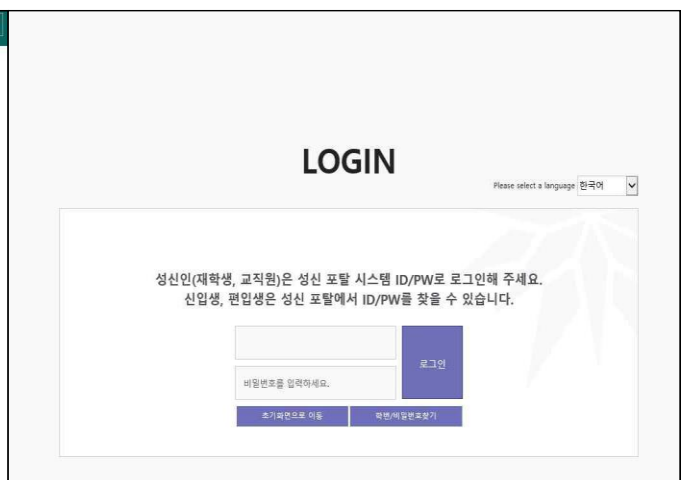 LOGIN
Please select a language 한국어
성신인(재학생, 교직원)은 성신 포탈 시스템 ID/PW로 로그인해 주세요.
신입생, 편입생은 성신 포탈에서 ID/PW를 찾을 수 있습니다.
로그인
비밀번호를 입력하세요.
초기화면으로 이동
학번/비밀번호찾기